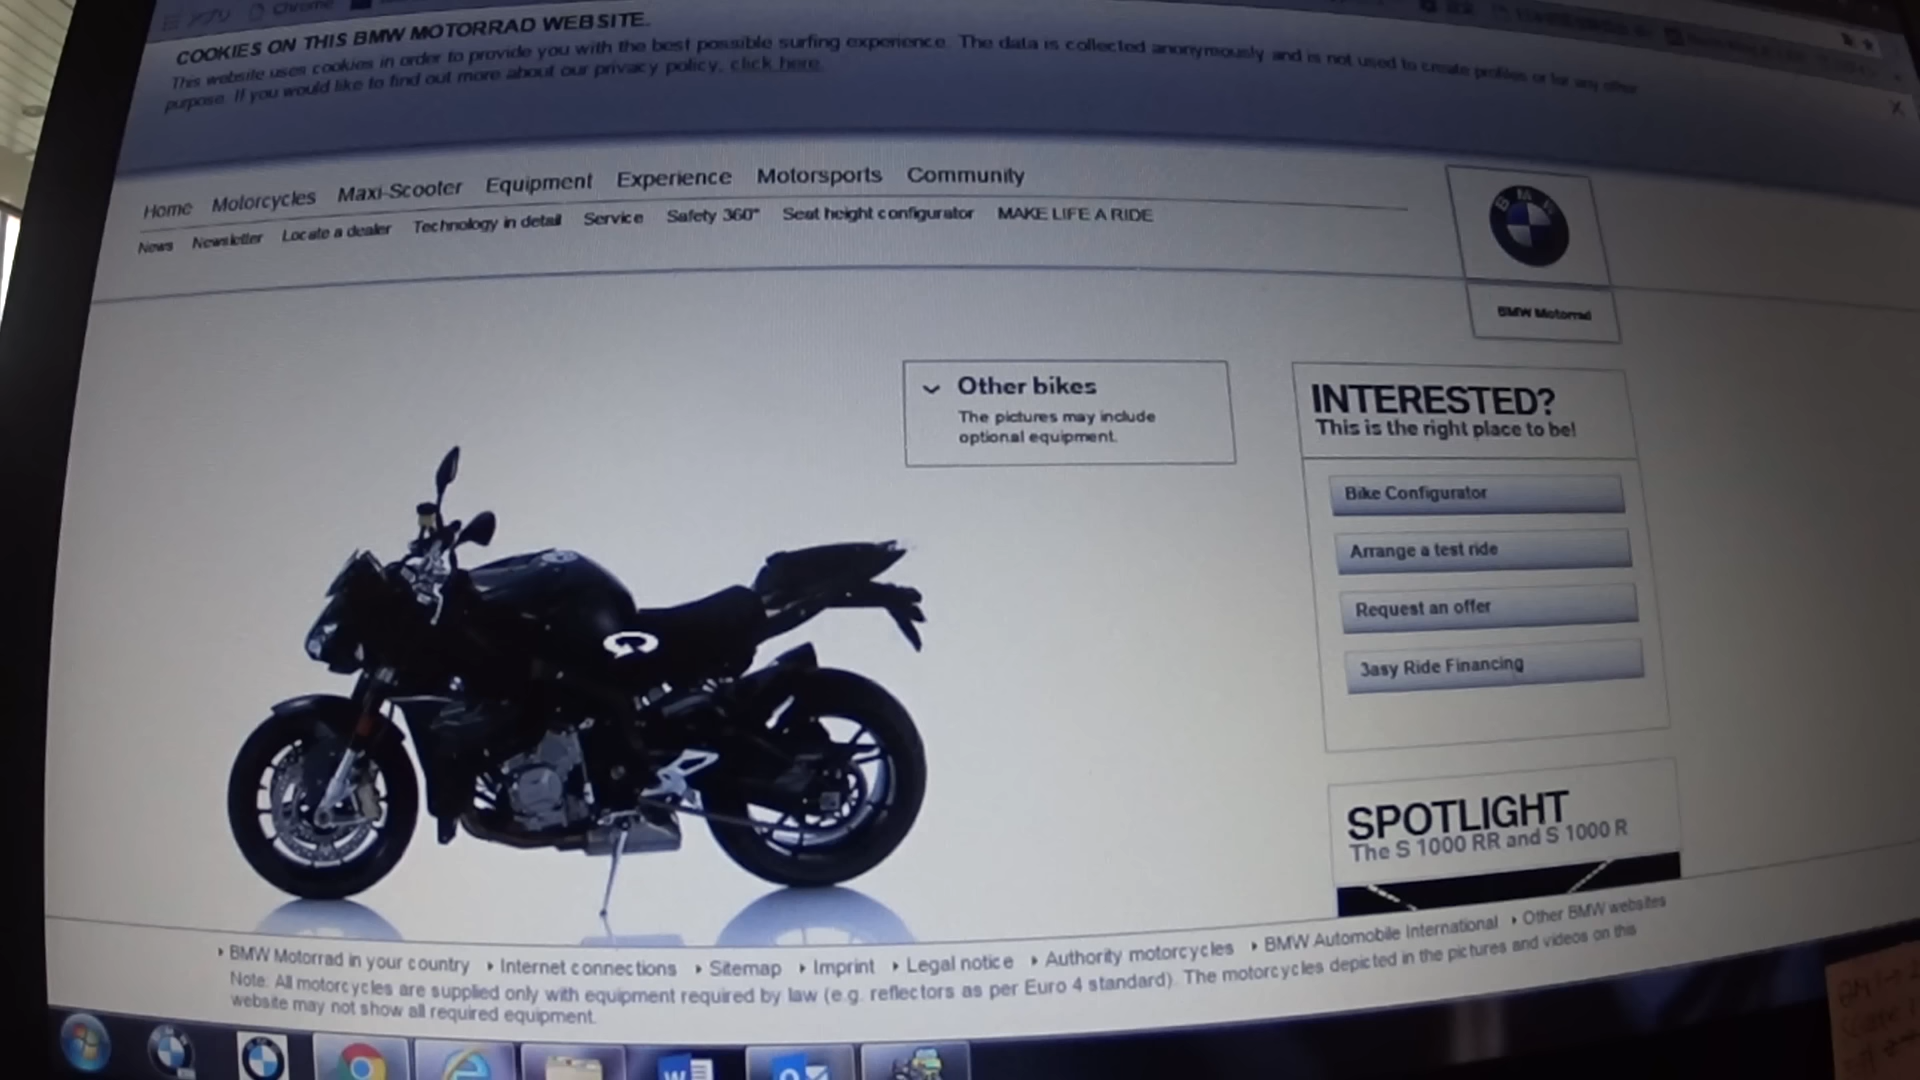 アプリ
Chrome
COOKIES ON THIS BMW MOTORRAD WEBSITE.
This website uses cookies in order to provide you with the best possible surfing experience. The data is collected anonymously and is not used to create profiles or for any other
purpose. If you would like to find out more about our privacy policy, click here.
Home Motorcycles Maxi-Scooter Equipment Experience Motorsports Community
News Newsletter Locate a dealer Technology in detail Service Safety 360° Seat height configurator MAKE LIFE A RIDE
BMW
BMW Motorrad
Other bikes
The pictures may include
optional equipment.
INTERESTED?
This is the right place to be!
Bike Configurator
Arrange a test ride
Request an offer
3asy Ride Financing
SPOTLIGHT
The S 1000 RR and S 1000 R
BMW Motorrad in your country Internet connections Sitemap Imprint Legal notice Authority motorcycles BMW Automobile International Other BMW websites
Note. All motorcycles are supplied only with equipment required by law (e.g. reflectors as per Euro 4 standard). The motorcycles depicted in the pictures and videos on this
website may not show all required equipment.